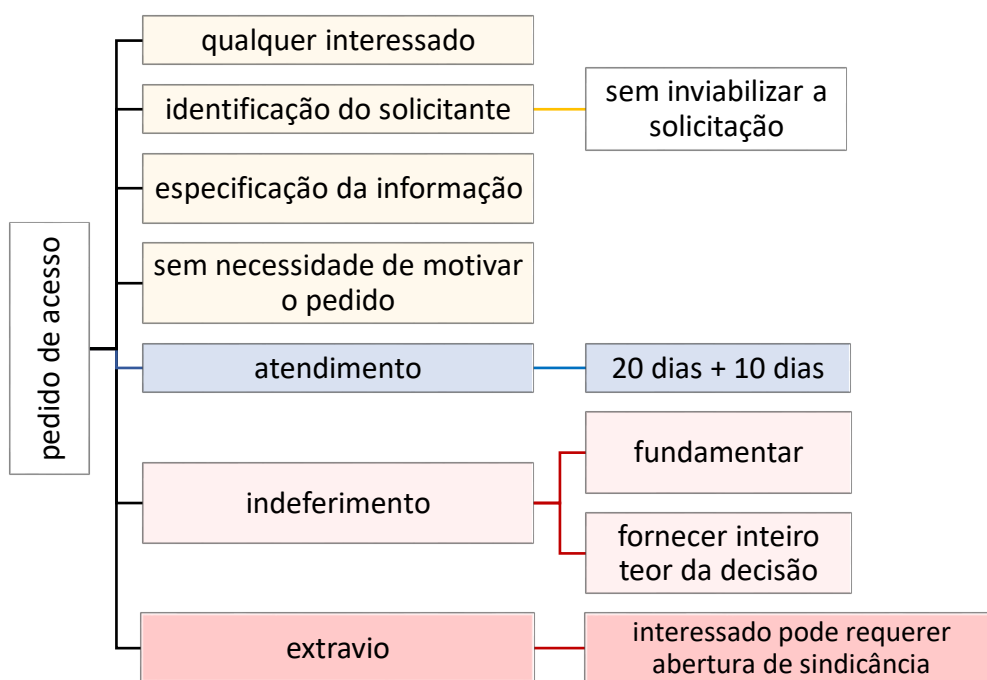 pedido de acesso
qualquer interessado
identificação do solicitante
sem inviabilizar a
solicitação
especificação da informação
sem necessidade de motivar
o pedido
atendimento
20 dias + 10 dias
indeferimento
fundamentar
fornecer inteiro
teor da decisão
extravio
interessado pode requerer
abertura de sindicância